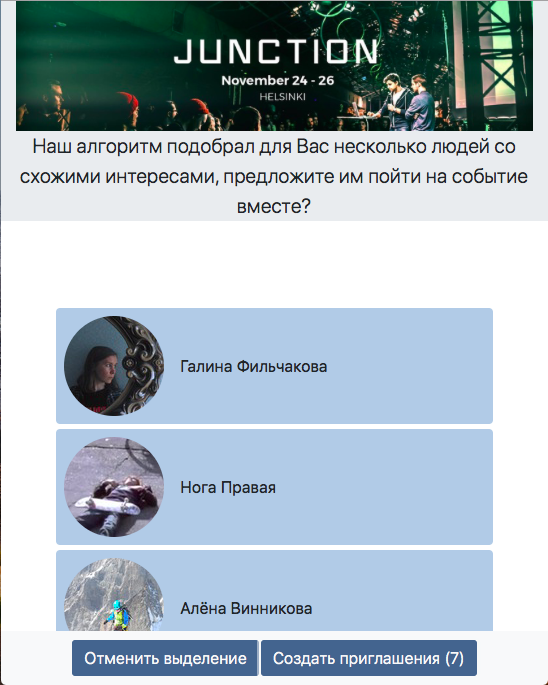 JUNCTION
November 24 - 26
HELSINKI
Наш алгоритм подобрал для Вас несколько людей со
схожими интересами, предложите им пойти на событие
вместе?
Галина Фильчакова
Нога Правая
Алёна Винникова
Отменить выделение Создать приглашения (7)